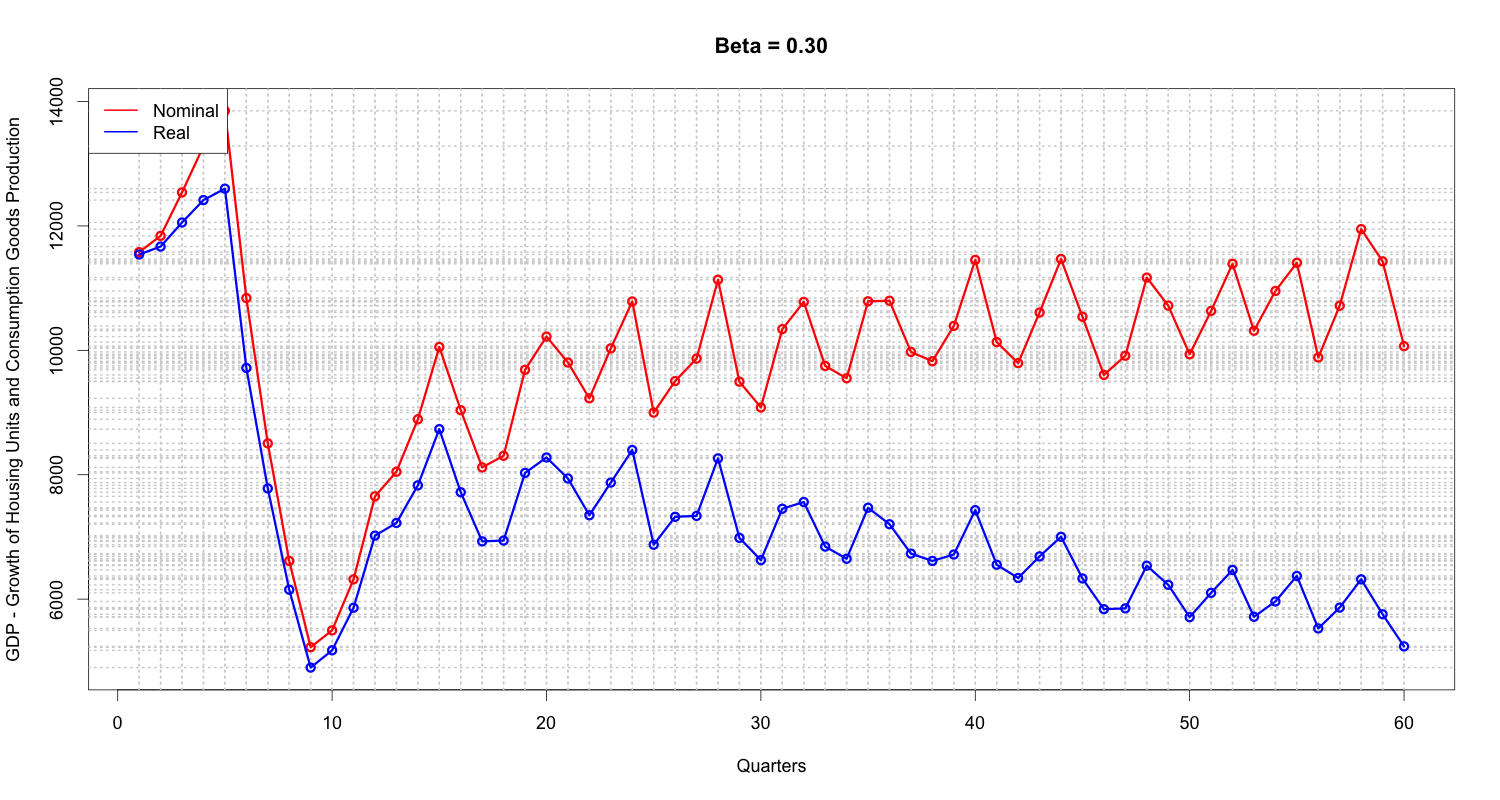 Beta = 0.30
GDP - Growth of Housing Units and Consumption Goods Production
14000
12000
10000
8000
6000
Nominal
Real
0 10 20 30 40 50 60
Quarters